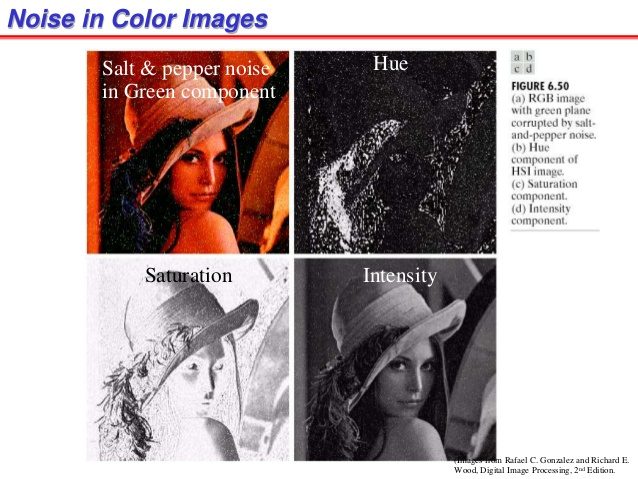 Noise in Color Images
Salt & pepper noise
in Green component
Hue
Saturation
Intensity
a b
c d
FIGURE 6.50
(a) RGB image
with green plane
corrupted by salt-
and-pepper noise.
(b) Hue
component of
HSI image.
(c) Saturation
component.
(d) Intensity
component.
(Images from Rafael C. Gonzalez and Richard E.
Wood, Digital Image Processing, 2nd Edition.